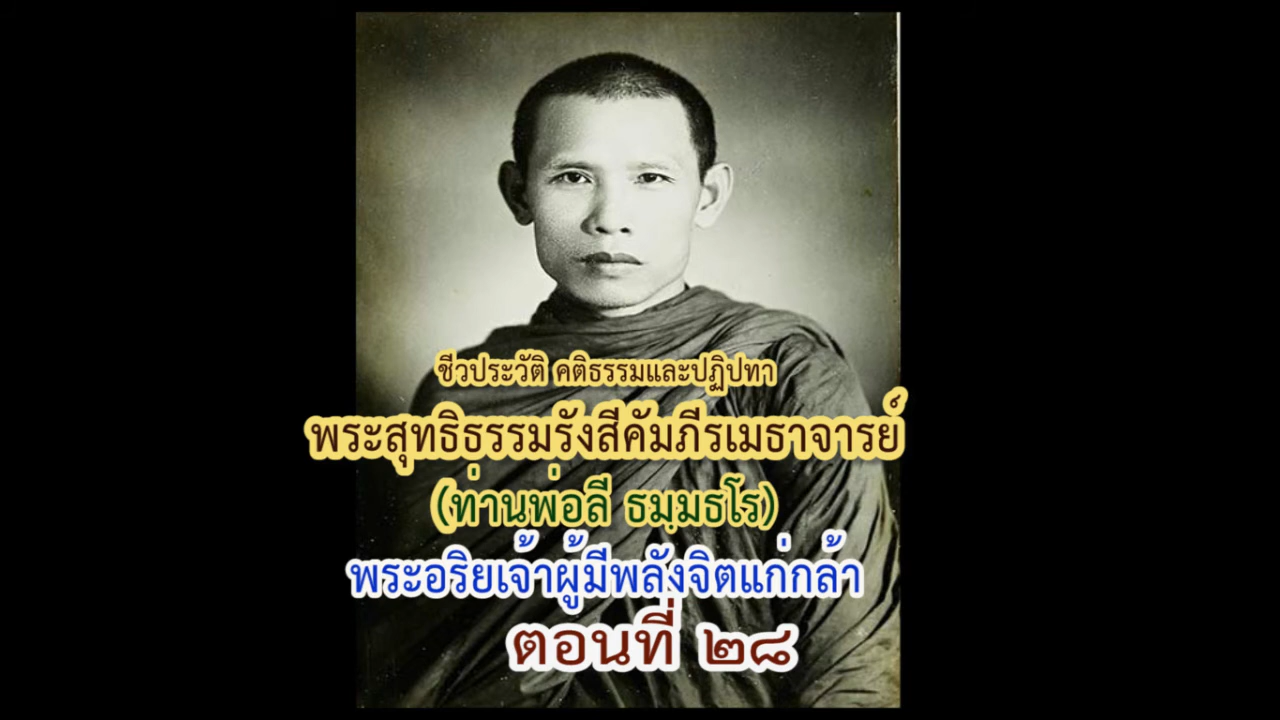 ชีวประวัติ คติธรรมและปฏิปทา
พระสุทธิธรรมรังสีคัมภีรเมธาจารย์
(ท่านพ่อลี ธมฺมธโร)
พระอริยเจ้าผู้มีพลังจิตแก่กล้า
ตอนที่ ๒๘